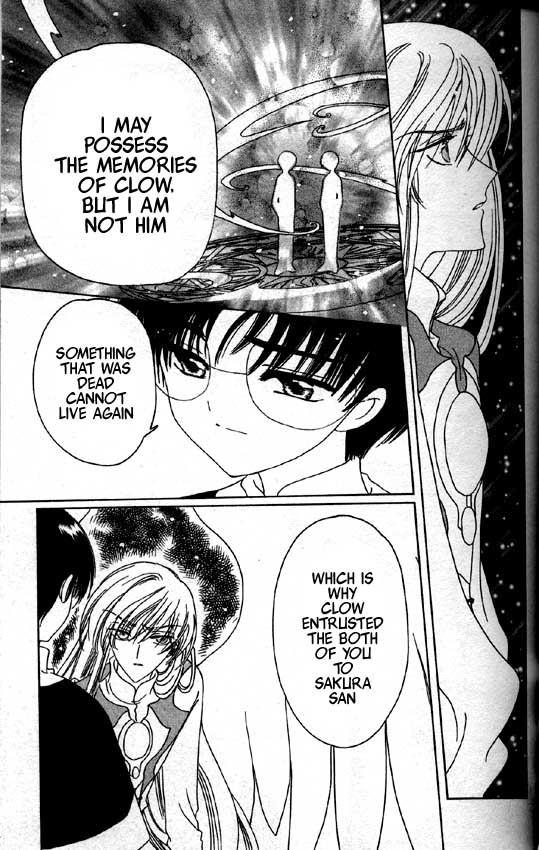 I MAY
POSSESS
THE MEMORIES
OF CLOW.
BUT I AM
NOT HIM
SOMETHING
THAT WAS
DEAD
CANNOT
LIVE AGAIN
WHICH IS
WHY
CLOW
ENTRUSTED
THE BOTH
OF YOU
TO
SAKURA
SAN